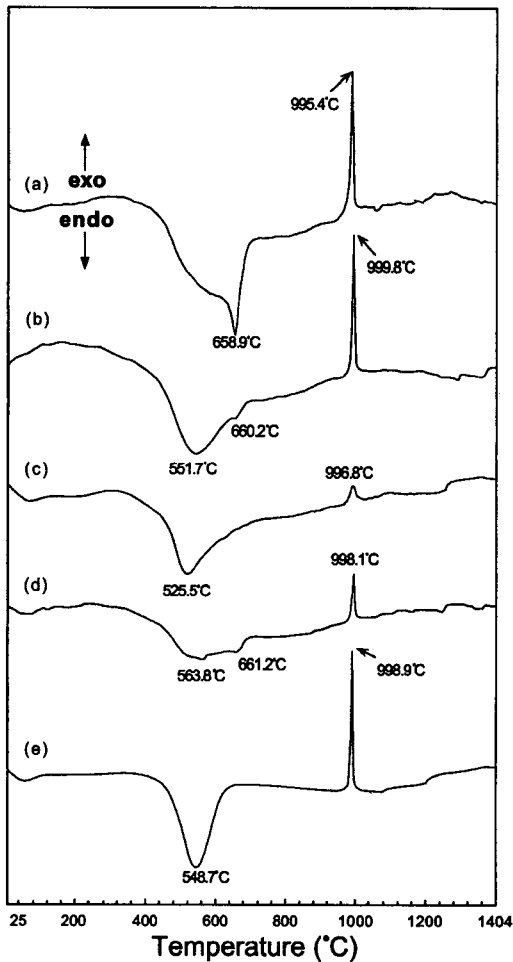 995.4°C
(a)
exo
endo
999.8°C
658.9°C
(b)
660.2°C
551.7°C
(c)
996.8°C
998.1°C
525.5°C
(d)
563.8°C
661.2°C
998.9°C
(e)
548.7°C
25 200 400 600 800 1000 1200 1404
Temperature (°C)